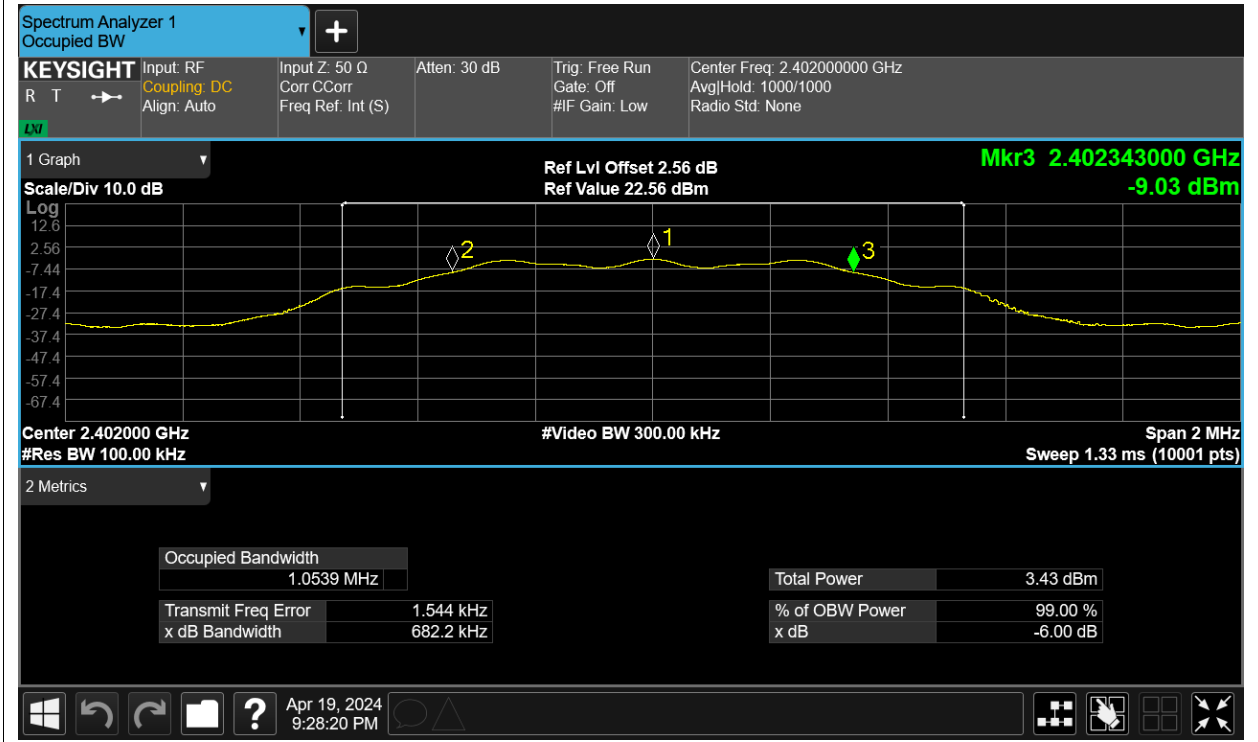 Spectrum Analyzer 1
Occupied BW
KEYSIGHT
R T
LXI
Input: RF
Coupling: DC
Align: Auto
Input Z: 50 Ω
Corr CCorr
Freq Ref: Int (S)
Atten: 30 dB
Trig: Free Run
Gate: Off
#IF Gain: Low
Center Freq: 2.402000000 GHz
Avg|Hold: 1000/1000
Radio Std: None
1 Graph
Scale/Div 10.0 dB
Ref Lvl Offset 2.56 dB
Ref Value 22.56 dBm
Mkr3 2.402343000 GHz
-9.03 dBm
Log
12.6
2.56
-7.44
-17.4
-27.4
-37.4
-47.4
-57.4
-67.4
2
1
3
Center 2.402000 GHz
#Res BW 100.00 kHz
#Video BW 300.00 kHz
Span 2 MHz
Sweep 1.33 ms (10001 pts)
2 Metrics
Occupied Bandwidth
1.0539 MHz
Transmit Freq Error 1.544 kHz
x dB Bandwidth 682.2 kHz
Total Power 3.43 dBm
% of OBW Power 99.00 %
x dB -6.00 dB
?
Apr 19, 2024
9:28:20 PM